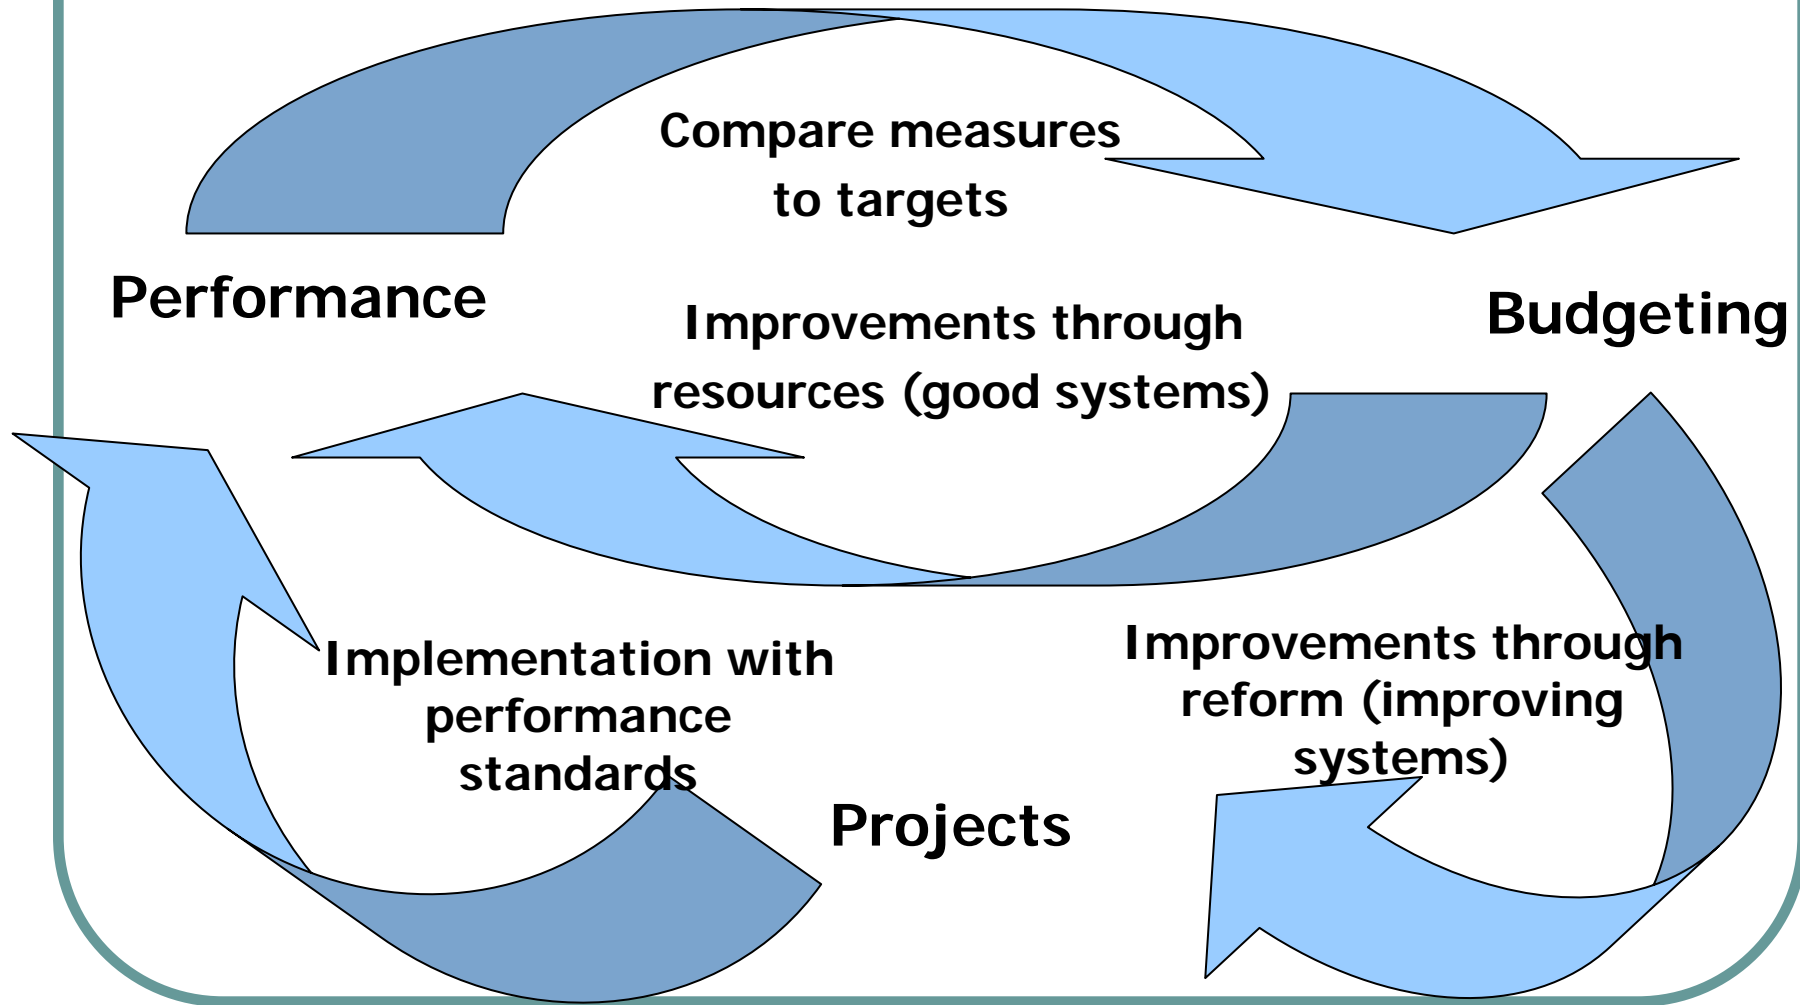 Compare measures
to targets
Performance
Budgeting
Improvements through
resources (good systems)
Implementation with
performance
standards
Improvements through
reform (improving
systems)
Projects